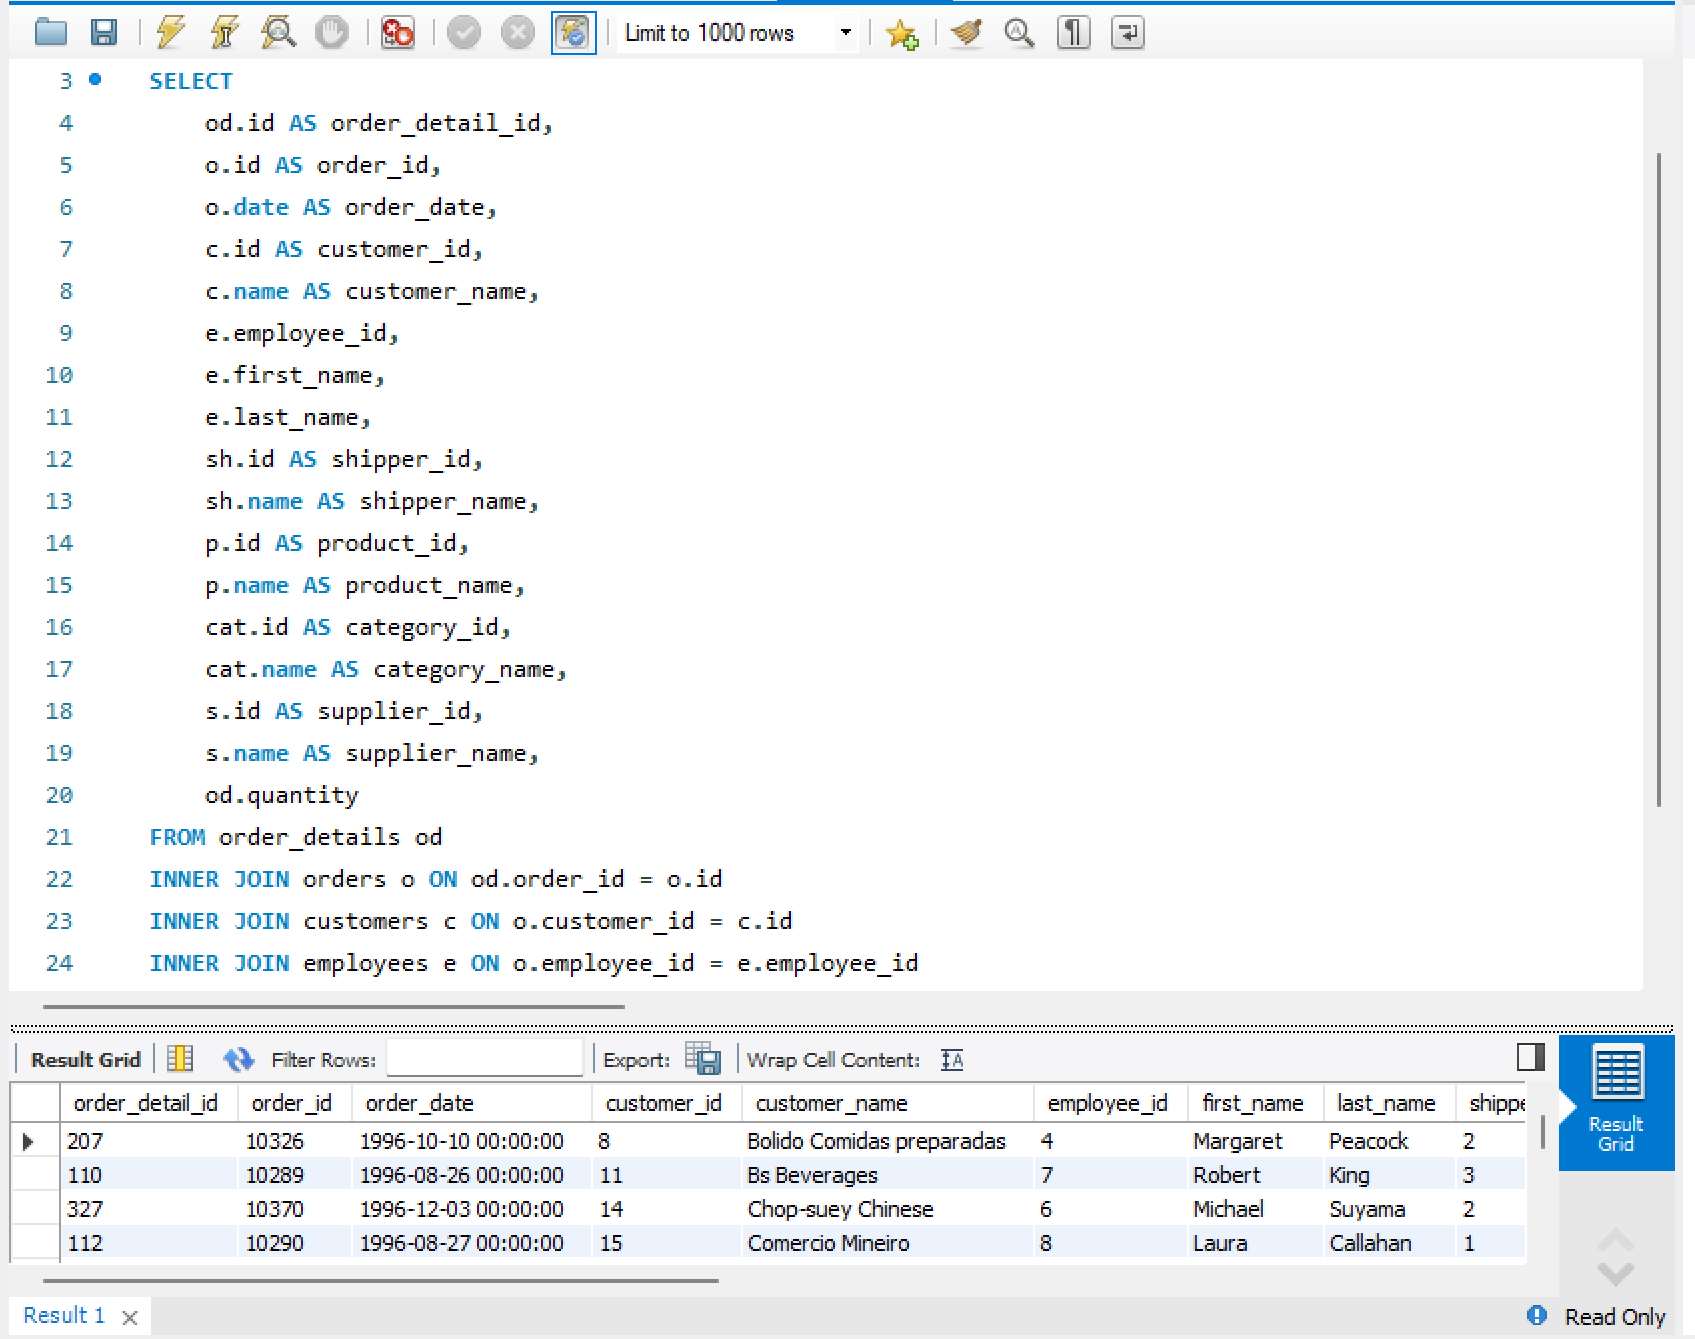 Limit to 1000 rows
3 SELECT
4 od.id AS order_detail_id,
5 o.id AS order_id,
6 o.date AS order_date,
7 c.id AS customer_id,
8 c.name AS customer_name,
9 e.employee_id,
10 e.first_name,
11 e.last_name,
12 sh.id AS shipper_id,
13 sh.name AS shipper_name,
14 p.id AS product_id,
15 p.name AS product_name,
16 cat.id AS category_id,
17 cat.name AS category_name,
18 s.id AS supplier_id,
19 s.name AS supplier_name,
20 od.quantity
21 FROM order_details od
22 INNER JOIN orders o ON od.order_id = o.id
23 INNER JOIN customers c ON o.customer_id = c.id
24 INNER JOIN employees e ON o.employee_id = e.employee_id
Result Grid Filter Rows: Export: Wrap Cell Content: IA
order_detail_id order_id order_date customer_id customer_name employee_id first_name last_name shippe
207 10326 1996-10-10 00:00:00 8 Bolido Comidas preparadas 4 Margaret Peacock 2
110 10289 1996-08-26 00:00:00 11 Bs Beverages 7 Robert King 3
327 10370 1996-12-03 00:00:00 14 Chop-suey Chinese 6 Michael Suyama 2
112 10290 1996-08-27 00:00:00 15 Comercio Mineiro 8 Laura Callahan 1
Result
Grid
Result 1 Read Only